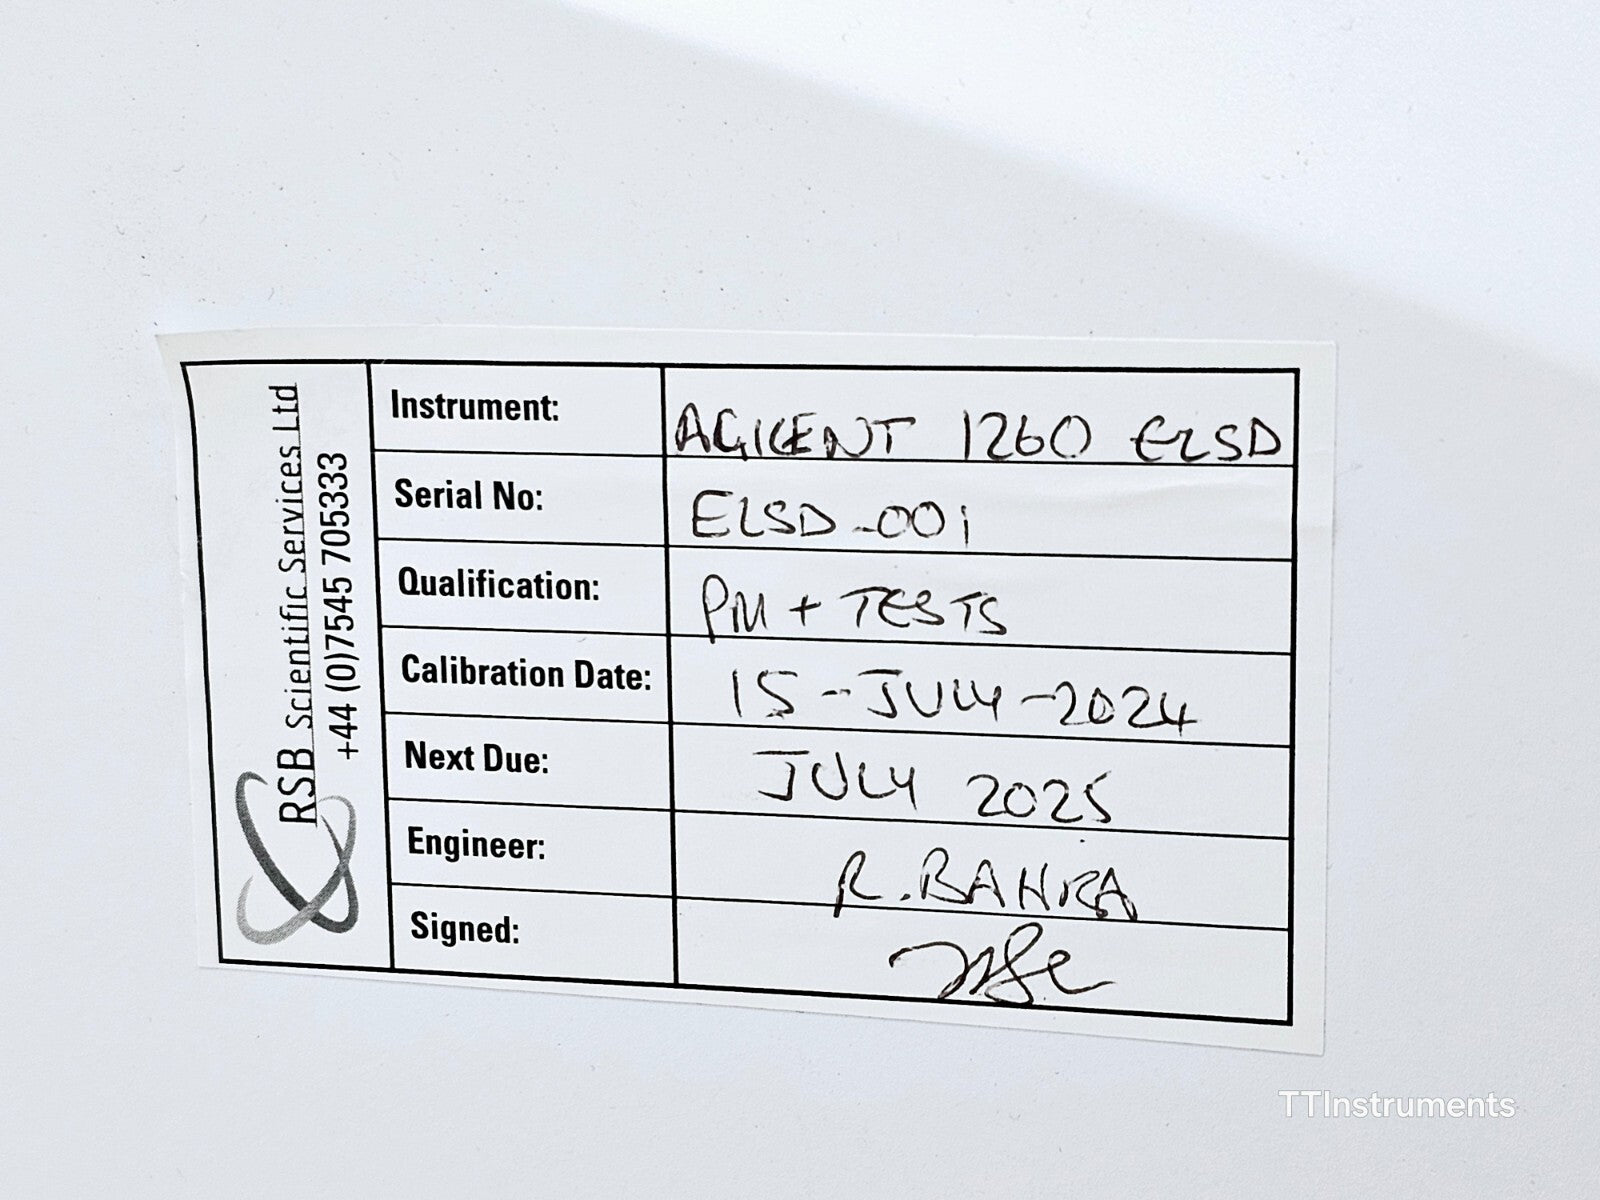 RSB Scientific Services Ltd
+44 (0)7545 705333
Instrument: AGILENT 1260 ELSD
Serial No: ELSD-001
Qualification: PM + TESTS
Calibration Date: 15-JULY-2024
Next Due: JULY 2025
Engineer: R. BAHRA
Signed:
TTInstruments